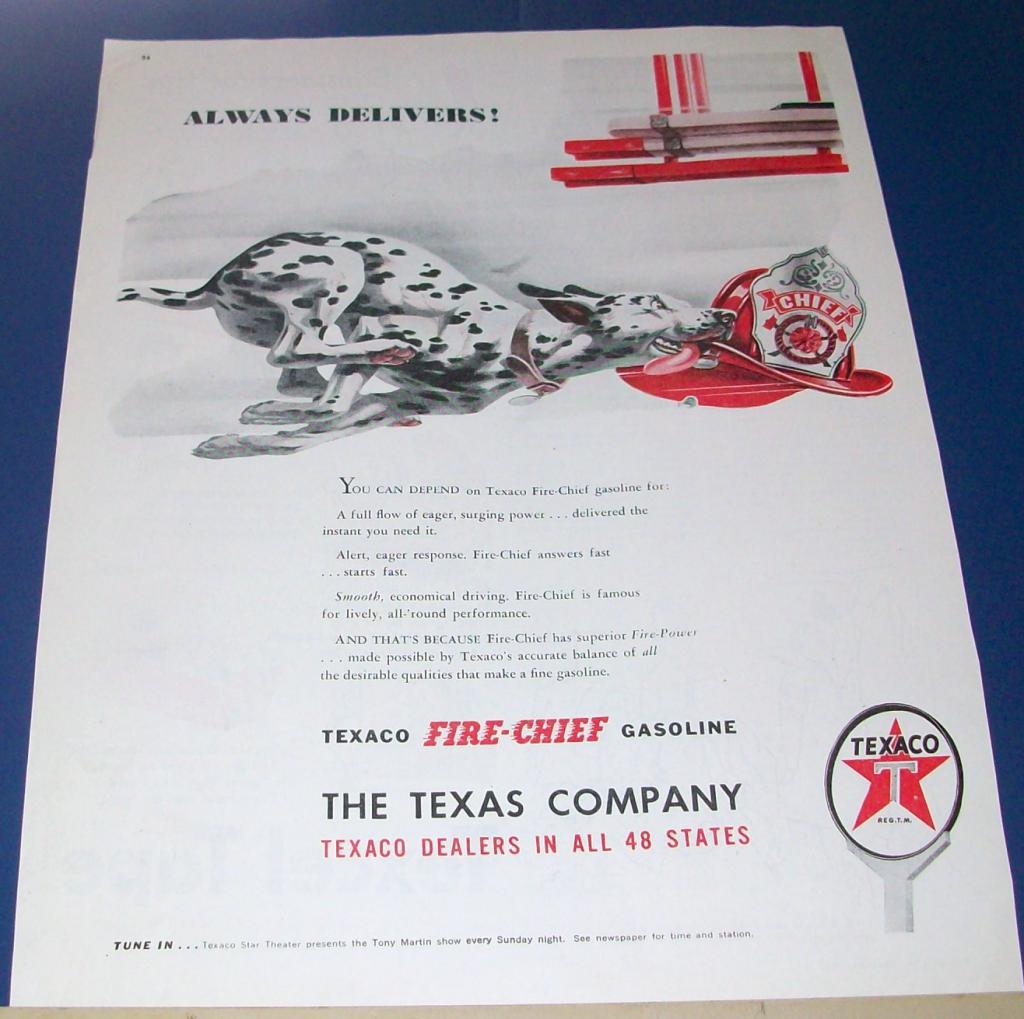 54
ALWAYS DELIVERS!
CHIEF
YOU CAN DEPEND on Texaco Fire-Chief gasoline for:
A full flow of eager, surging power . . . delivered the
instant you need it.
Alert, eager response. Fire-Chief answers fast
. . . starts fast.
Smooth, economical driving. Fire-Chief is famous
for lively, all-'round performance.
AND THAT'S BECAUSE Fire-Chief has superior Fire-Power
. . . made possible by Texaco's accurate balance of all
the desirable qualities that make a fine gasoline.
TEXACO FIRE-CHIEF GASOLINE
THE TEXAS COMPANY
TEXACO DEALERS IN ALL 48 STATES
TEXACO
T
REG. T.M.
TUNE IN . . . Texaco Star Theater presents the Tony Martin show every Sunday night. See newspaper for time and station.